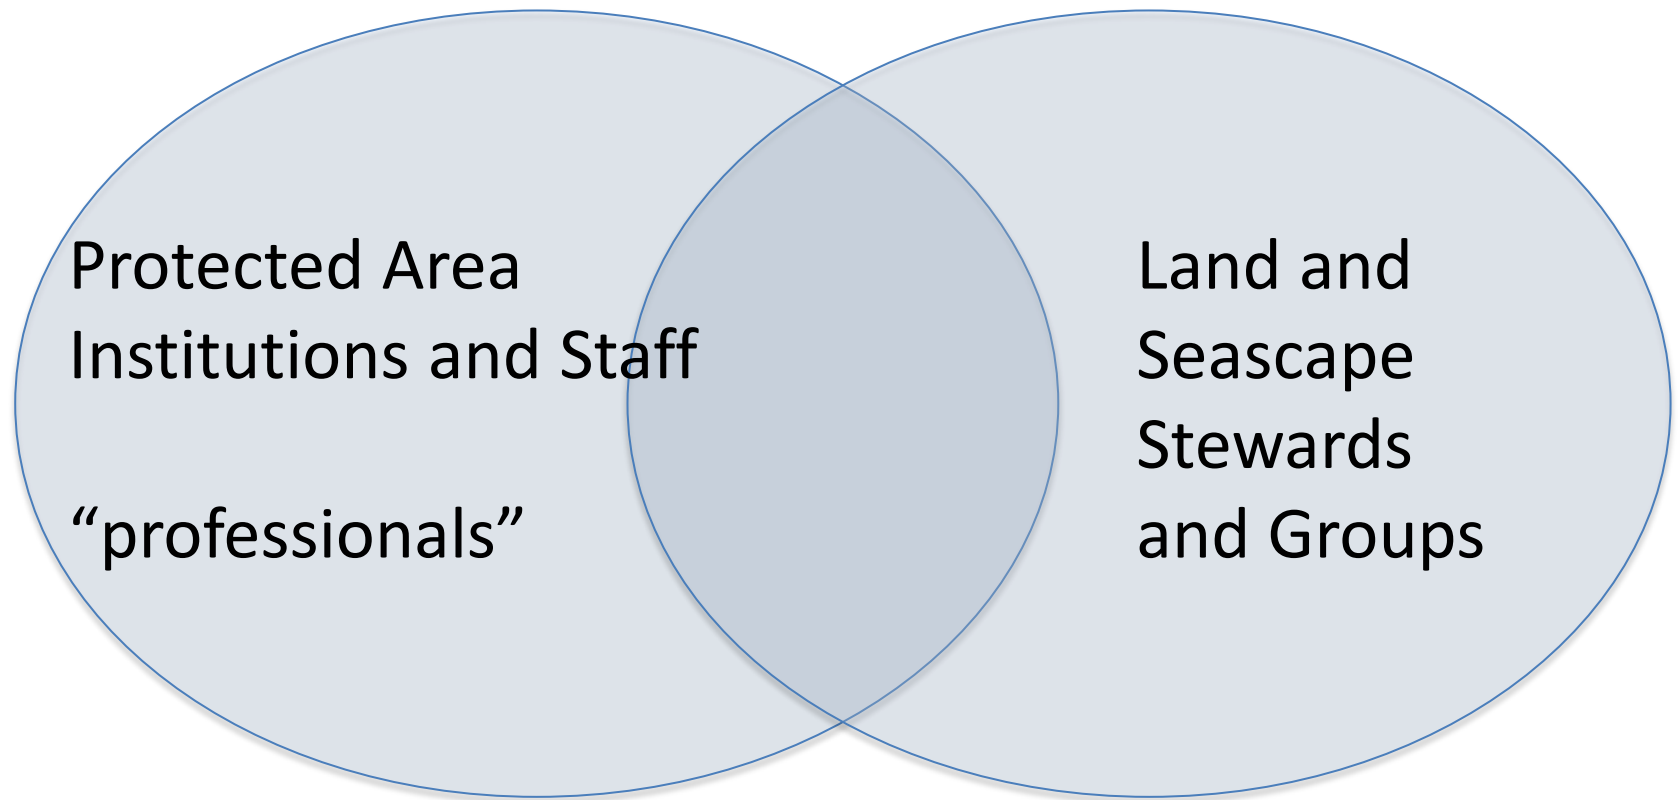 Protected Area
Institutions and Staff
“professionals”
Land and
Seascape
Stewards
and Groups